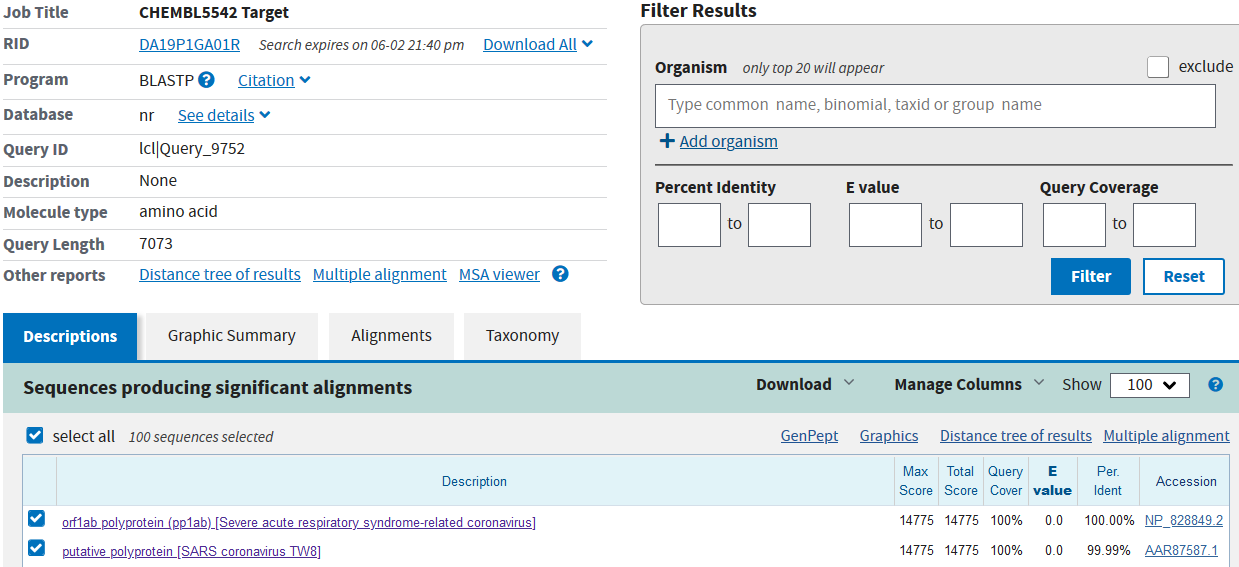 Job Title CHEMBL5542 Target
RID DA19P1GA01R Search expires on 06-02 21:40 pm Download All
Program BLASTP ? Citation
Database nr See details
Query ID lcl|Query_9752
Description None
Molecule type amino acid
Query Length 7073
Other reports Distance tree of results Multiple alignment MSA viewer ?
Filter Results
Organism only top 20 will appear exclude
Type common name, binomial, taxid or group name
+ Add organism
Percent Identity E value Query Coverage
to to to
Filter Reset
Descriptions Graphic Summary Alignments Taxonomy
Sequences producing significant alignments Download Manage Columns Show 100 ?
select all 100 sequences selected GenPept Graphics Distance tree of results Multiple alignment
Description Max Score Total Score Query Cover E value Per. Ident Accession
orf1ab polyprotein (pp1ab) [Severe acute respiratory syndrome-related coronavirus] 14775 14775 100% 0.0 100.00% NP_828849.2
putative polyprotein [SARS coronavirus TW8] 14775 14775 100% 0.0 99.99% AAR87587.1